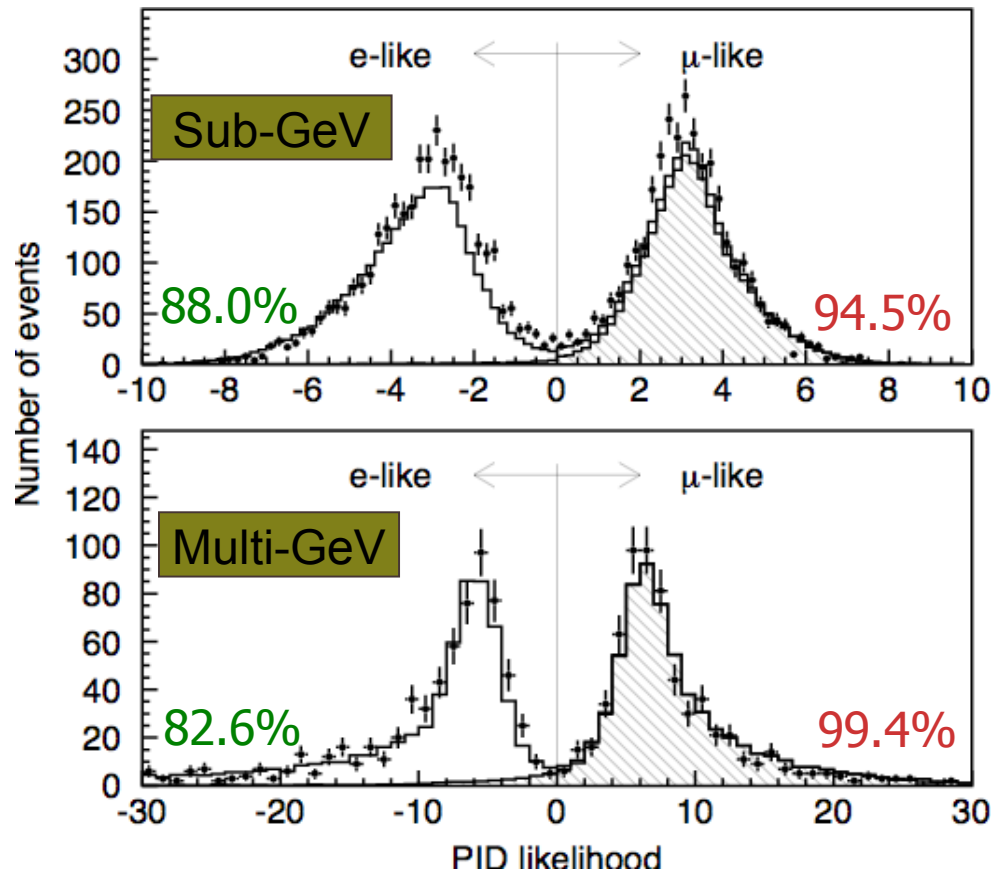 Number of events
300
250
200
150
100
50
0
e-like
μ-like
Sub-GeV
88.0%
94.5%
-10 -8 -6 -4 -2 0 2 4 6 8 10
140
120
100
80
60
40
20
0
e-like
μ-like
Multi-GeV
82.6%
99.4%
-30 -20 -10 0 10 20 30
PID likelihood